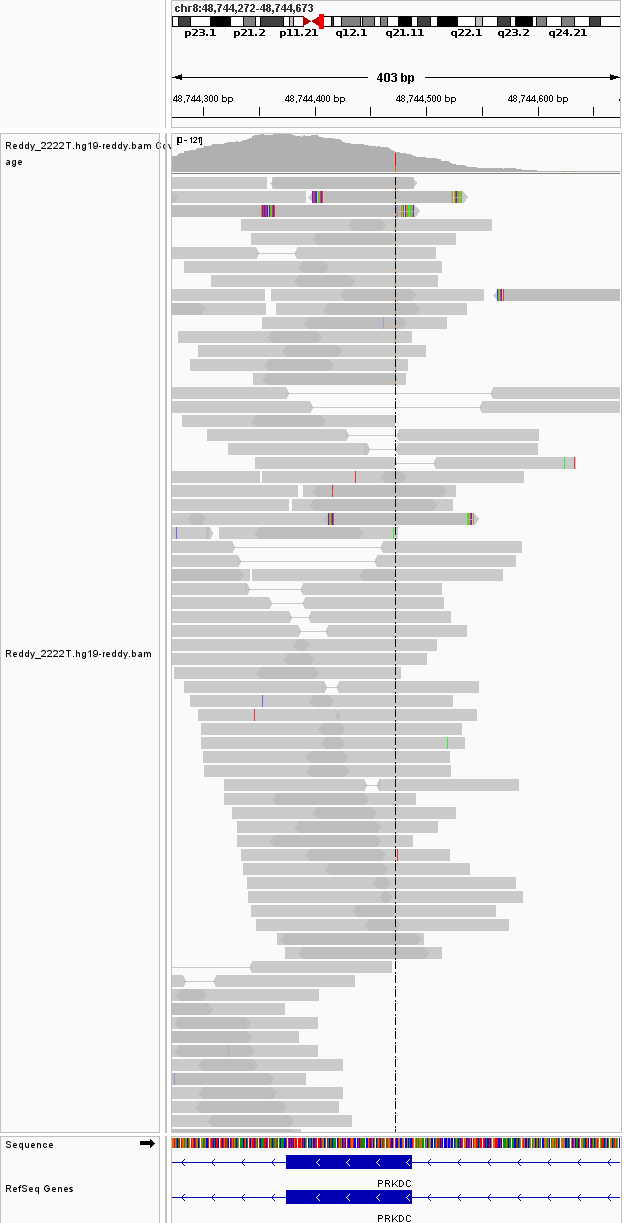 chr8:48,744,272-48,744,673
p23.1 p21.2 p11.21 q12.1 q21.11 q22.1 q23.2 q24.21
403 bp
48,744,300 bp 48,744,400 bp 48,744,500 bp 48,744,600 bp
Reddy_2222T.hg19-reddy.bam Cov
age
[0 - 121]
Reddy_2222T.hg19-reddy.bam
Sequence
PRKDC
RefSeq Genes
PRKDC